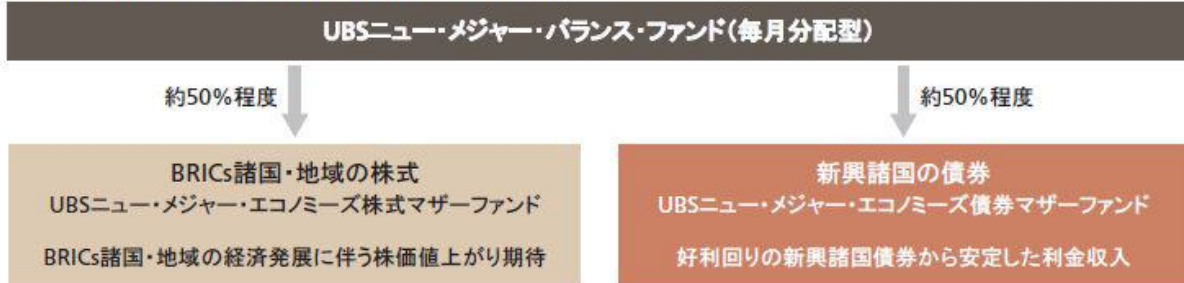 UBSニュー・メジャー・バランス・ファンド(毎月分配型)
約50%程度
約50%程度
BRICs諸国・地域の株式
UBSニュー・メジャー・エコノミーズ株式マザーファンド
BRICs諸国・地域の経済発展に伴う株価値上がり期待
新興諸国の債券
UBSニュー・メジャー・エコノミーズ債券マザーファンド
好利回りの新興諸国債券から安定した利金収入